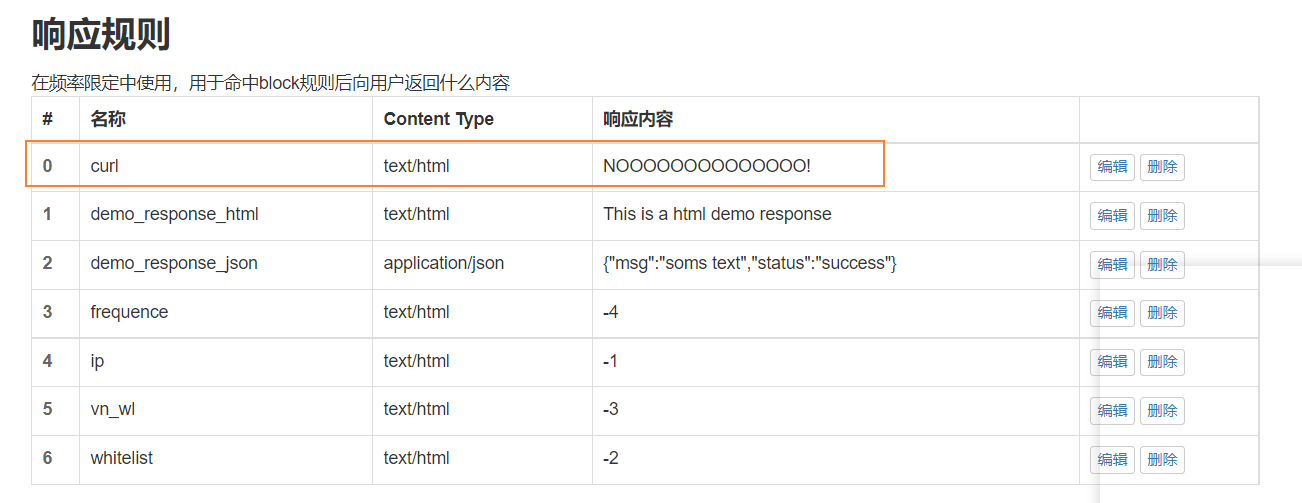 响应规则
在频率限定中使用，用于命中block规则后向用户返回什么内容
# 名称 Content Type 响应内容
0 curl text/html NOOOOOOOOOOOOOO! 编辑 删除
1 demo_response_html text/html This is a html demo response 编辑 删除
2 demo_response_json application/json {"msg":"soms text","status":"success"} 编辑 删除
3 frequence text/html -4 编辑 删除
4 ip text/html -1 编辑 删除
5 vn_wl text/html -3 编辑 删除
6 whitelist text/html -2 编辑 删除